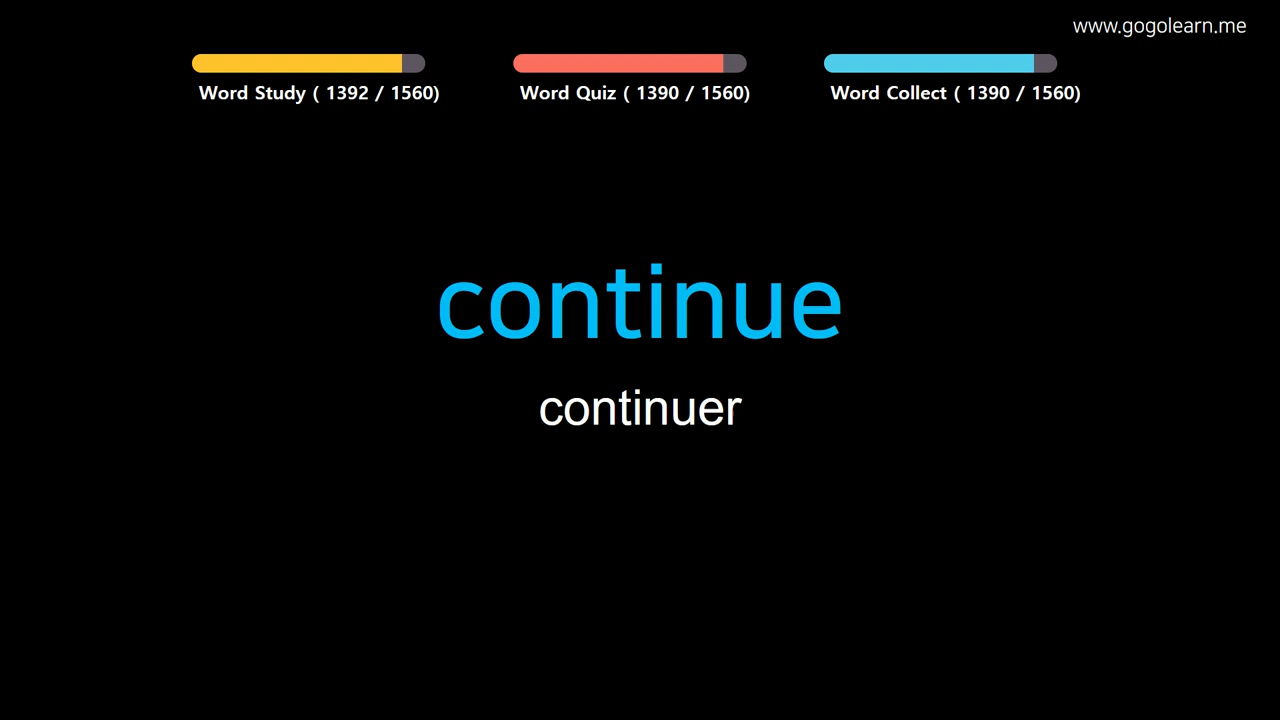 www.gogolearn.me
Word Study ( 1392 / 1560)
Word Quiz ( 1390 / 1560)
Word Collect ( 1390 / 1560)
continue
continuer